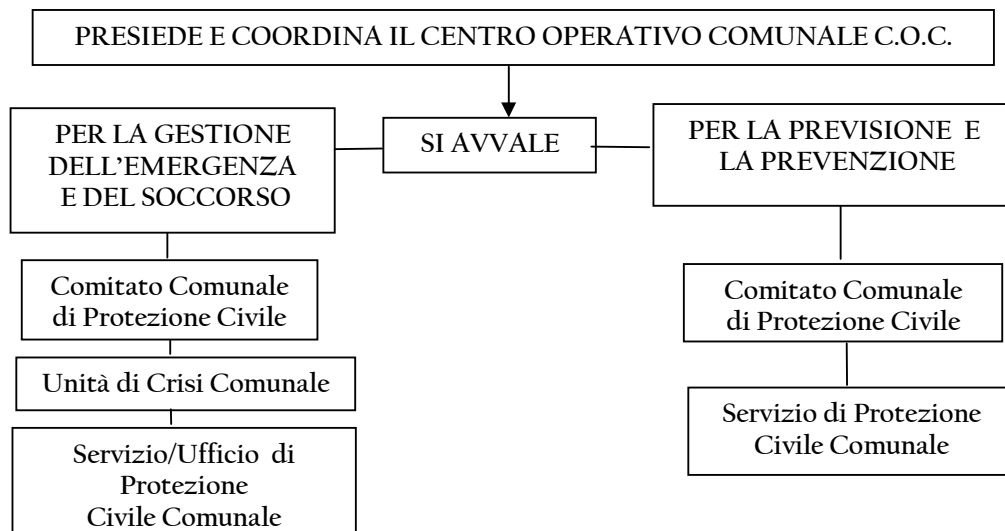 PRESIEDE E COORDINA IL CENTRO OPERATIVO COMUNALE C.O.C.
PER LA GESTIONE
DELL’EMERGENZA
E DEL SOCCORSO
SI AVVALE
PER LA PREVISIONE E
LA PREVENZIONE
Comitato Comunale
di Protezione Civile
Unità di Crisi Comunale
Servizio/Ufficio di
Protezione
Civile Comunale
Comitato Comunale
di Protezione Civile
Servizio di Protezione
Civile Comunale